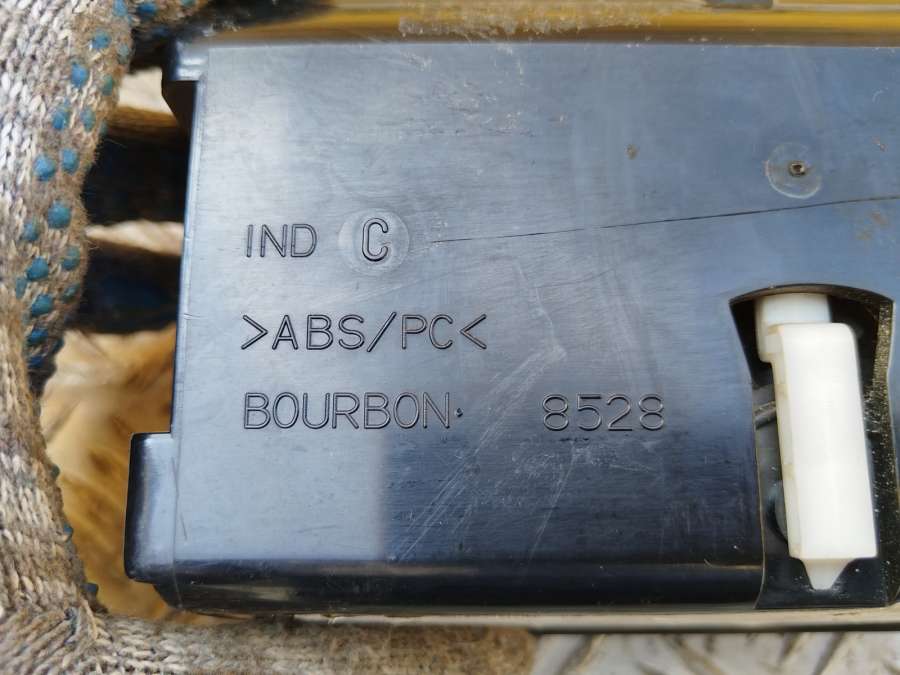 IND C
>ABS/PC<
BOURBON 8528